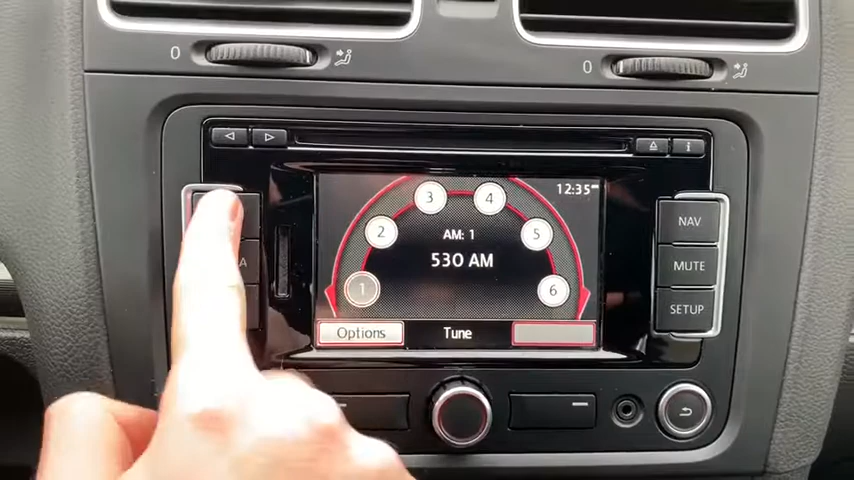 0
0
i
12:35
NAV
MUTE
SETUP
A
3
4
2
5
1
6
AM: 1
530 AM
Options
Tune